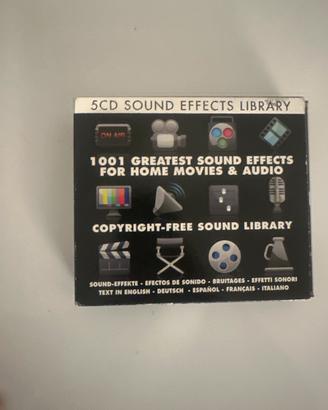 5CD SOUND EFFECTS LIBRARY
ON AIR
1001 GREATEST SOUND EFFECTS
FOR HOME MOVIES & AUDIO
COPYRIGHT-FREE SOUND LIBRARY
SOUND-EFFEKTE - EFECTOS DE SONIDO - BRUITAGES - EFFETTI SONORI
TEXT IN ENGLISH - DEUTSCH - ESPAÑOL - FRANÇAIS - ITALIANO